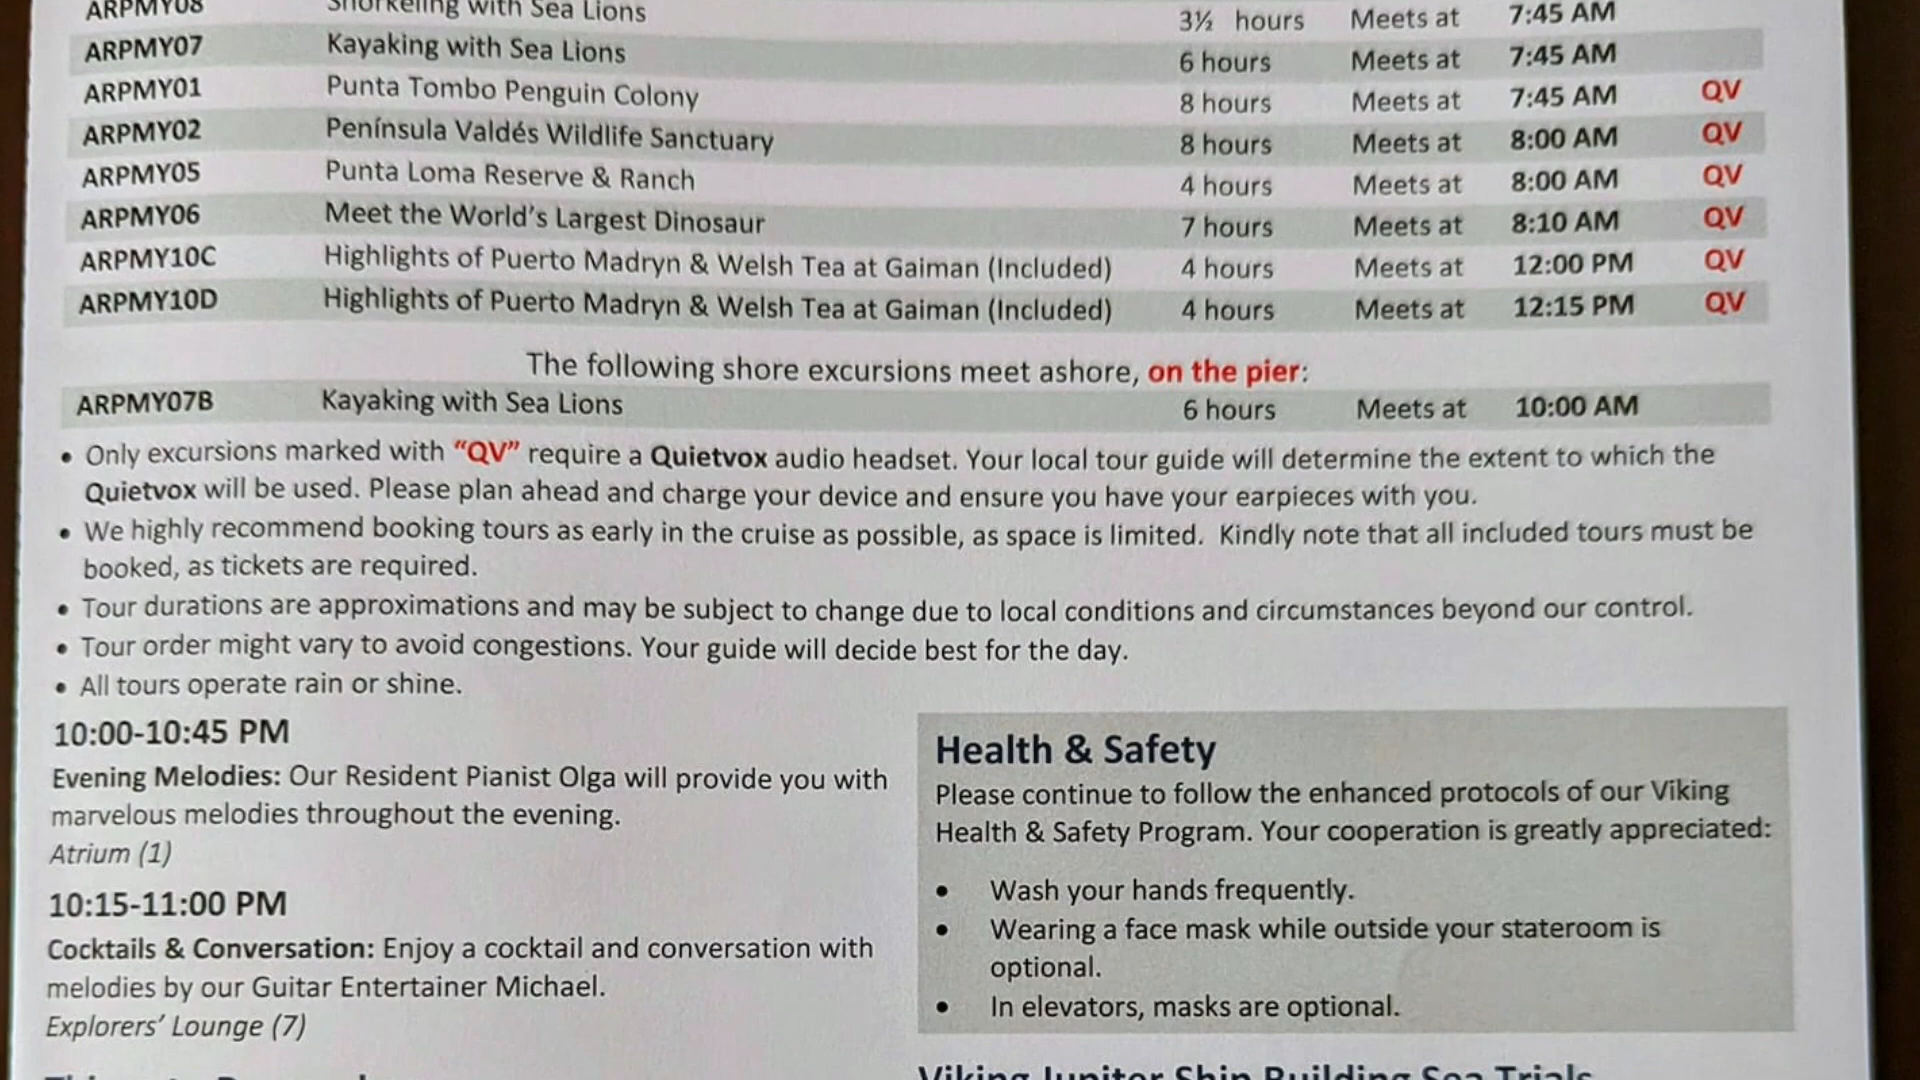 ARPMY08 Snorkeling with Sea Lions 3½ hours Meets at 7:45 AM
ARPMY07 Kayaking with Sea Lions 6 hours Meets at 7:45 AM
ARPMY01 Punta Tombo Penguin Colony 8 hours Meets at 7:45 AM QV
ARPMY02 Península Valdés Wildlife Sanctuary 8 hours Meets at 8:00 AM QV
ARPMY05 Punta Loma Reserve & Ranch 4 hours Meets at 8:00 AM QV
ARPMY06 Meet the World's Largest Dinosaur 7 hours Meets at 8:10 AM QV
ARPMY10C Highlights of Puerto Madryn & Welsh Tea at Gaiman (Included) 4 hours Meets at 12:00 PM QV
ARPMY10D Highlights of Puerto Madryn & Welsh Tea at Gaiman (Included) 4 hours Meets at 12:15 PM QV
The following shore excursions meet ashore, on the pier:
ARPMY07B Kayaking with Sea Lions 6 hours Meets at 10:00 AM
• Only excursions marked with “QV” require a Quietvox audio headset. Your local tour guide will determine the extent to which the
Quietvox will be used. Please plan ahead and charge your device and ensure you have your earpieces with you.
• We highly recommend booking tours as early in the cruise as possible, as space is limited. Kindly note that all included tours must be
booked, as tickets are required.
• Tour durations are approximations and may be subject to change due to local conditions and circumstances beyond our control.
• Tour order might vary to avoid congestions. Your guide will decide best for the day.
• All tours operate rain or shine.
10:00-10:45 PM
Evening Melodies: Our Resident Pianist Olga will provide you with
marvelous melodies throughout the evening.
Atrium (1)
10:15-11:00 PM
Cocktails & Conversation: Enjoy a cocktail and conversation with
melodies by our Guitar Entertainer Michael.
Explorers' Lounge (7)
Health & Safety
Please continue to follow the enhanced protocols of our Viking
Health & Safety Program. Your cooperation is greatly appreciated:
• Wash your hands frequently.
• Wearing a face mask while outside your stateroom is
optional.
• In elevators, masks are optional.
Viking Jupiter Ship Building Sea Trials